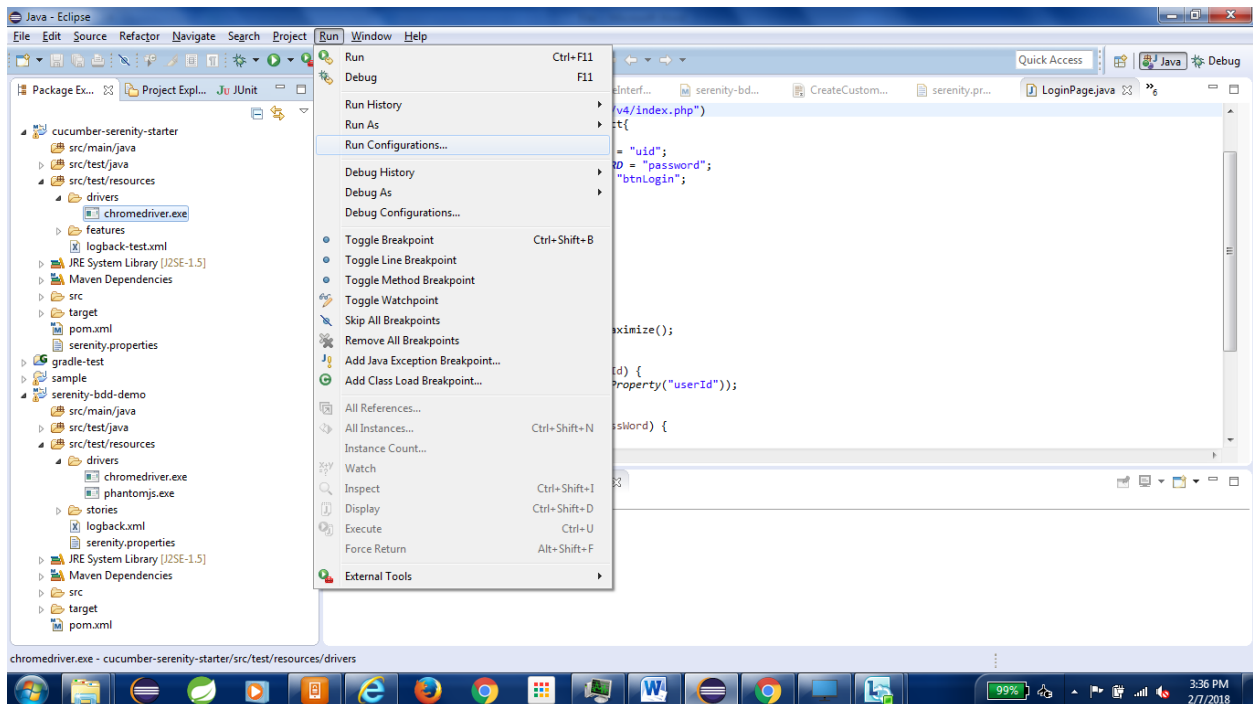 Java - Eclipse
File Edit Source Refactor Navigate Search Project Run Window Help
Quick Access
Java
Debug
Package Ex...
Project Expl...
JUnit
cucumber-serenity-starter
src/main/java
src/test/java
src/test/resources
drivers
chromedriver.exe
features
logback-test.xml
JRE System Library [J2SE-1.5]
Maven Dependencies
src
target
pom.xml
serenity.properties
gradle-test
sample
serenity-bdd-demo
src/main/java
src/test/java
src/test/resources
drivers
chromedriver.exe
phantomjs.exe
stories
logback.xml
serenity.properties
JRE System Library [J2SE-1.5]
Maven Dependencies
src
target
pom.xml
Run Ctrl+F11
Debug F11
Run History
Run As
Run Configurations...
Debug History
Debug As
Debug Configurations...
Toggle Breakpoint Ctrl+Shift+B
Toggle Line Breakpoint
Toggle Method Breakpoint
Toggle Watchpoint
Skip All Breakpoints
Remove All Breakpoints
Add Java Exception Breakpoint...
Add Class Load Breakpoint...
All References...
All Instances... Ctrl+Shift+N
Instance Count...
Watch
Inspect Ctrl+Shift+I
Display Ctrl+Shift+D
Execute Ctrl+U
Force Return Alt+Shift+F
External Tools
eInterf... serenity-bd... CreateCustom... serenity.pr... LoginPage.java »6
/v4/index.php")
ct{
= "uid";
RD = "password";
"btnLogin";
aximize();
Id) {
Property("userId"));
ssWord) {
chromedriver.exe - cucumber-serenity-starter/src/test/resources/drivers
99%
3:36 PM
2/7/2018